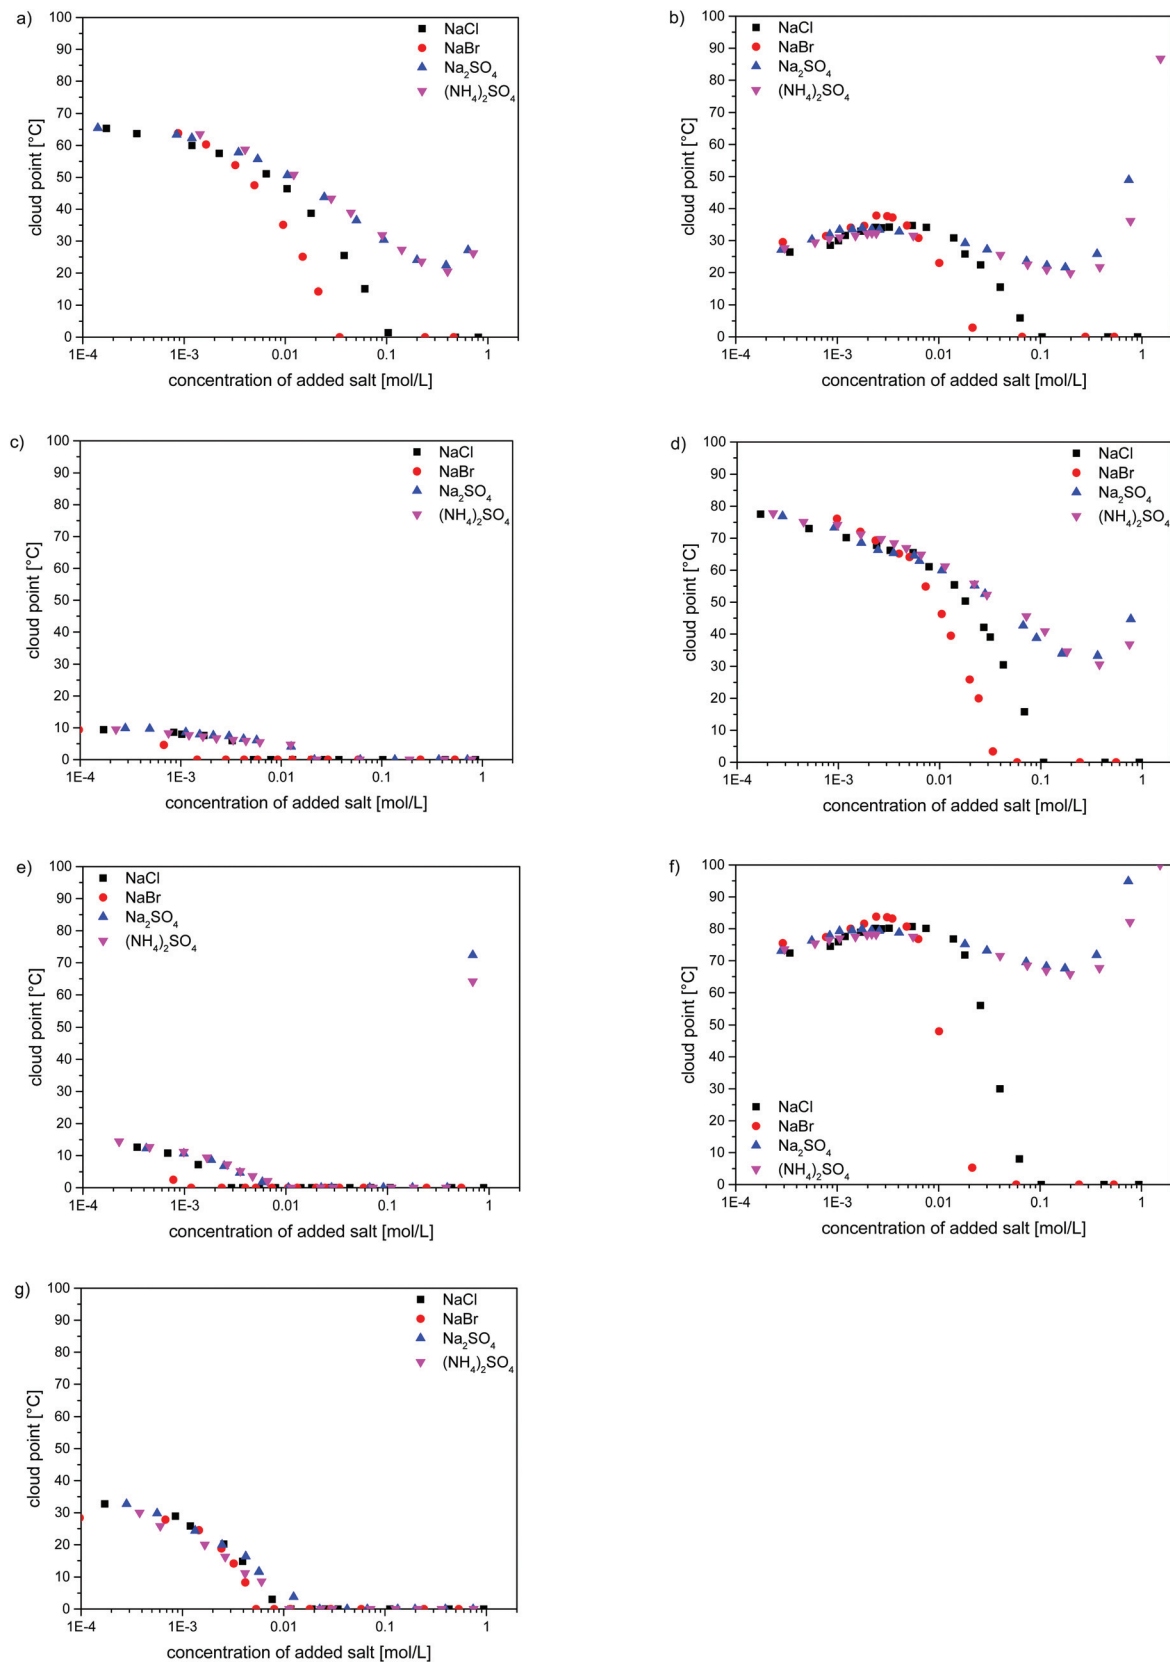 a)
100
90
80
70
60
50
40
30
20
10
0
cloud point [°C]
NaCl
NaBr
Na₂SO₄
(NH₄)₂SO₄
1E-4 1E-3 0.01 0.1 1
concentration of added salt [mol/L]
b)
100
90
80
70
60
50
40
30
20
10
0
cloud point [°C]
NaCl
NaBr
Na₂SO₄
(NH₄)₂SO₄
1E-4 1E-3 0.01 0.1 1
concentration of added salt [mol/L]
c)
100
90
80
70
60
50
40
30
20
10
0
cloud point [°C]
NaCl
NaBr
Na₂SO₄
(NH₄)₂SO₄
1E-4 1E-3 0.01 0.1 1
concentration of added salt [mol/L]
d)
100
90
80
70
60
50
40
30
20
10
0
cloud point [°C]
NaCl
NaBr
Na₂SO₄
(NH₄)₂SO₄
1E-4 1E-3 0.01 0.1 1
concentration of added salt [mol/L]
e)
100
90
80
70
60
50
40
30
20
10
0
cloud point [°C]
NaCl
NaBr
Na₂SO₄
(NH₄)₂SO₄
1E-4 1E-3 0.01 0.1 1
concentration of added salt [mol/L]
f)
100
90
80
70
60
50
40
30
20
10
0
cloud point [°C]
NaCl
NaBr
Na₂SO₄
(NH₄)₂SO₄
1E-4 1E-3 0.01 0.1 1
concentration of added salt [mol/L]
g)
100
90
80
70
60
50
40
30
20
10
0
cloud point [°C]
NaCl
NaBr
Na₂SO₄
(NH₄)₂SO₄
1E-4 1E-3 0.01 0.1 1
concentration of added salt [mol/L]